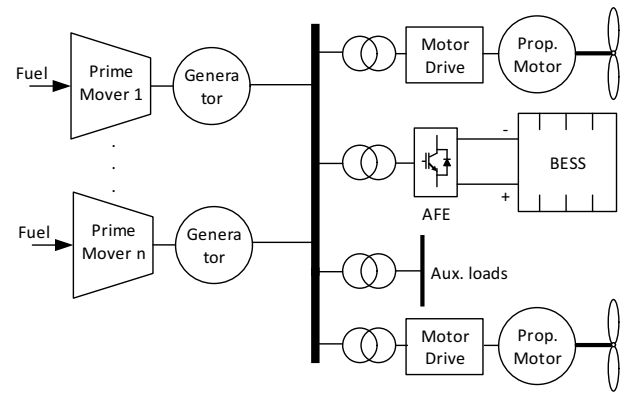 Fuel
Prime
Mover 1
Genera
tor
Motor
Drive
Prop.
Motor
-
+
AFE
BESS
.
.
.
Fuel
Prime
Mover n
Genera
tor
Aux. loads
Motor
Drive
Prop.
Motor